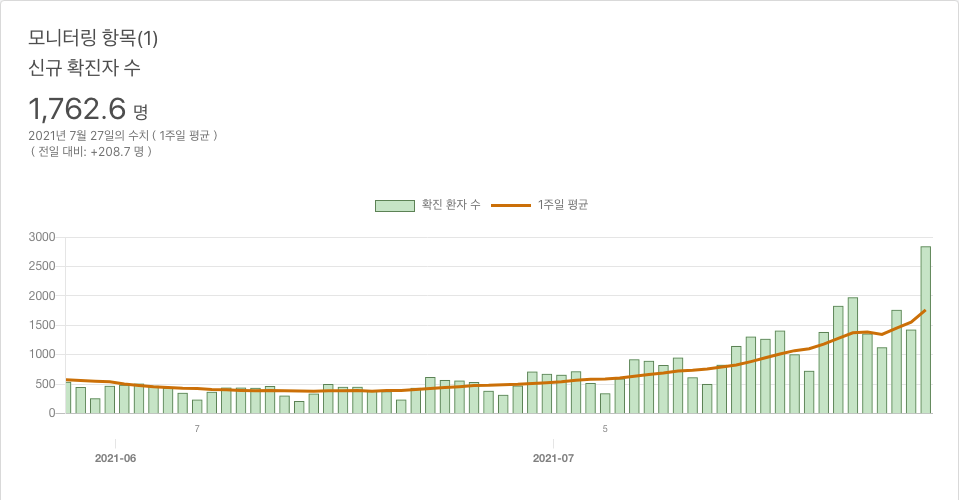 모니터링 항목(1)
신규 확진자 수
1,762.6 명
2021년 7월 27일의 수치 ( 1주일 평균 )
( 전일 대비: +208.7 명 )
확진 환자 수 1주일 평균
3000
2500
2000
1500
1000
500
0
7 5
2021-06 2021-07